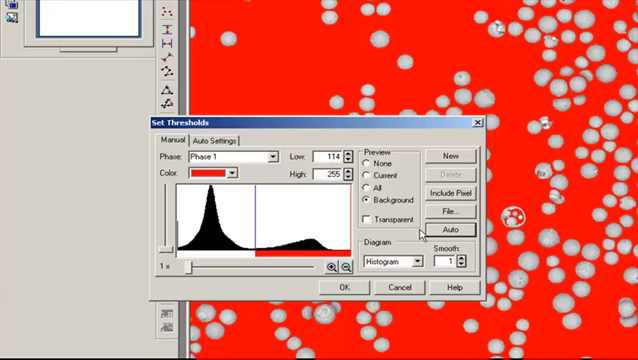 Set Thresholds
Manual Auto Settings
Phase: Phase 1 Low: 114
Color: High: 255
Preview
None
Current
All
Background
Transparent
New
Delete
Include Pixel
File...
Auto
Diagram Smooth:
Histogram 1
1 x
OK Cancel Help